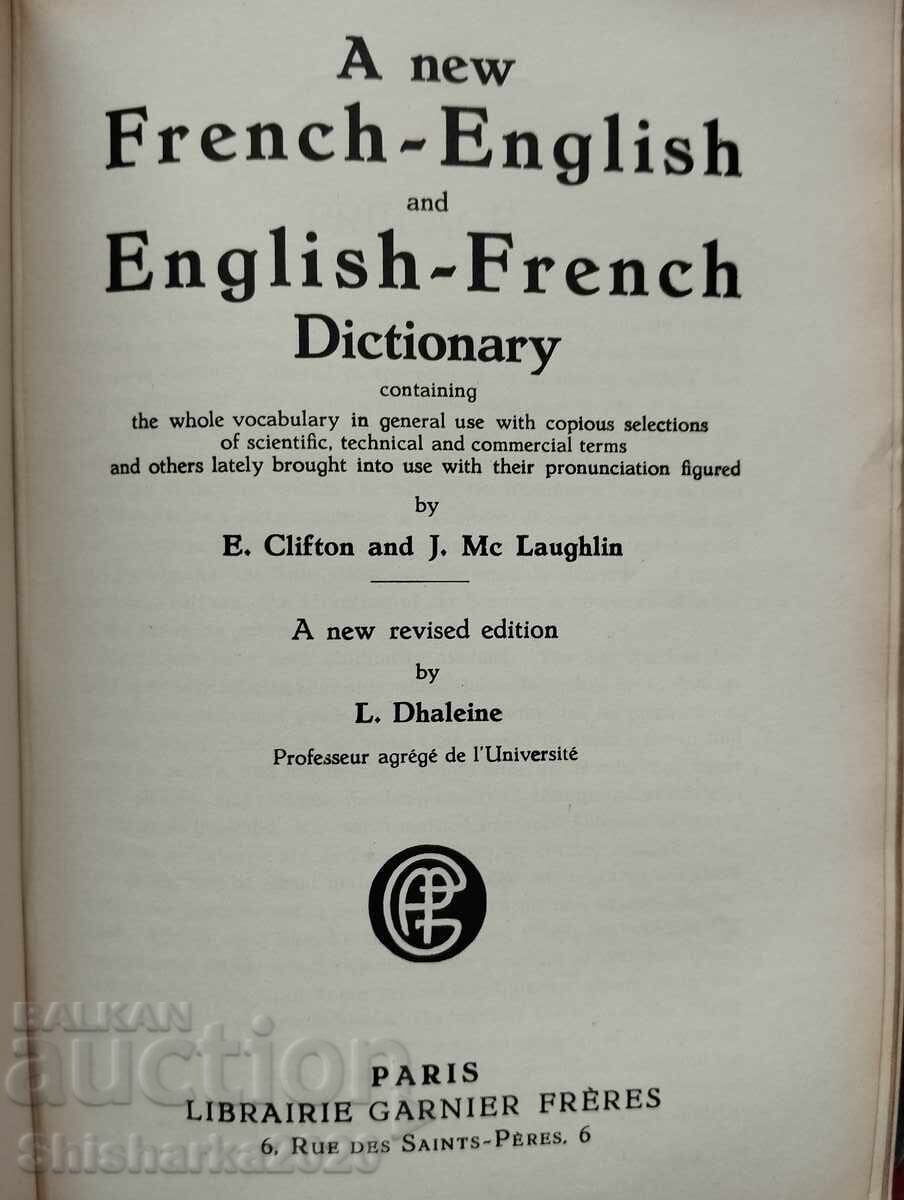 A new
French-English
and
English-French
Dictionary
containing
the whole vocabulary in general use with copious selections
of scientific, technical and commercial terms
and others lately brought into use with their pronunciation figured
by
E. Clifton and J. Mc Laughlin
A new revised edition
by
L. Dhaleine
Professeur agrégé de l'Université
PARIS
LIBRAIRIE GARNIER FRÈRES
6, RUE DES SAINTS-PÈRES, 6
BALKAN
auction
Shisharka2020